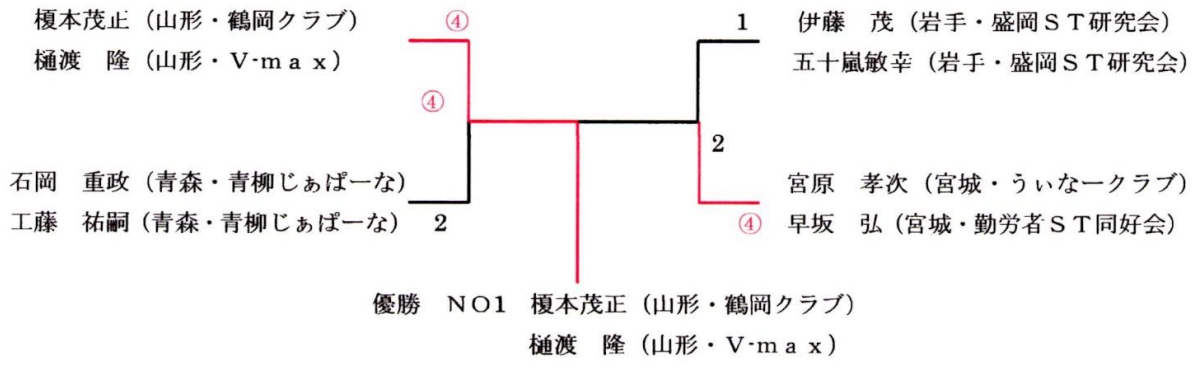 榎本茂正（山形・鶴岡クラブ） ④ 1 伊藤　茂（岩手・盛岡ＳＴ研究会）
樋渡　隆（山形・Ｖ-ｍａｘ） 五十嵐敏幸（岩手・盛岡ＳＴ研究会）
④
2
石岡　重政（青森・青柳じぁぱーな） 宮原　孝次（宮城・うぃなークラブ）
工藤　祐嗣（青森・青柳じぁぱーな） 2 ④ 早坂　弘（宮城・勤労者ＳＴ同好会）
優勝　ＮＯ1　榎本茂正（山形・鶴岡クラブ）
樋渡　隆（山形・Ｖ-ｍａｘ）